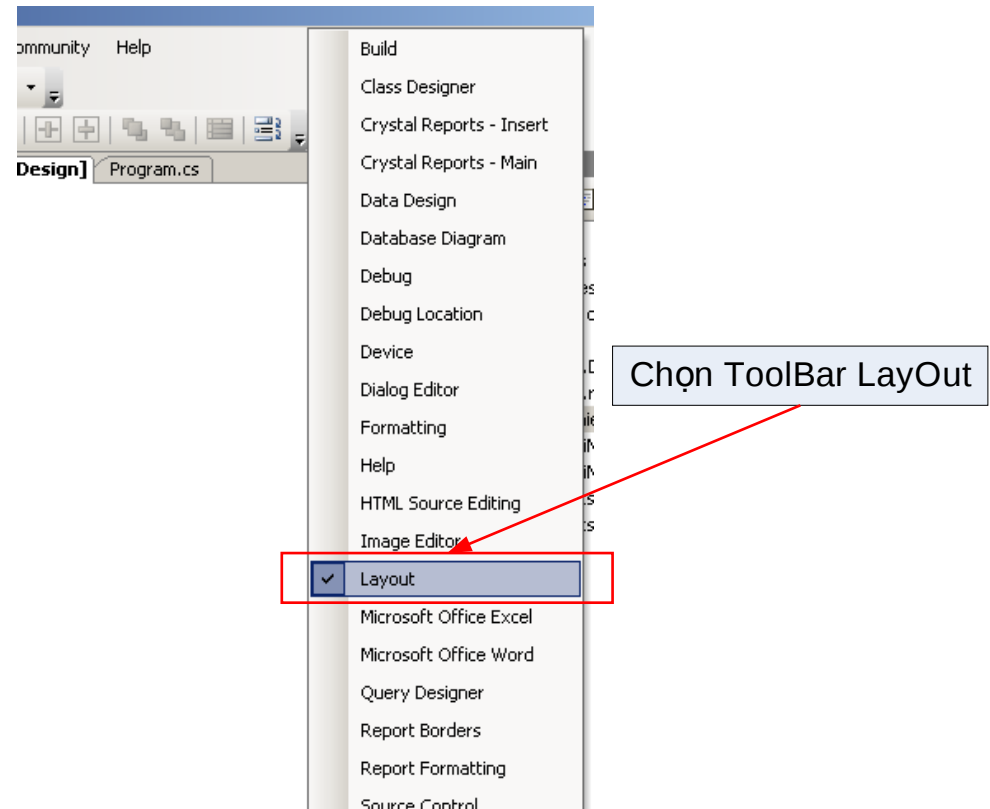 Help
Design]
Program.cs
Build
Class Designer
Crystal Reports - Insert
Crystal Reports - Main
Data Design
Database Diagram
Debug
Debug Location
Device
Dialog Editor
Formatting
Help
HTML Source Editing
Image Editor
Layout
Microsoft Office Excel
Microsoft Office Word
Query Designer
Report Borders
Report Formatting
Source Control
Chọn ToolBar LayOut